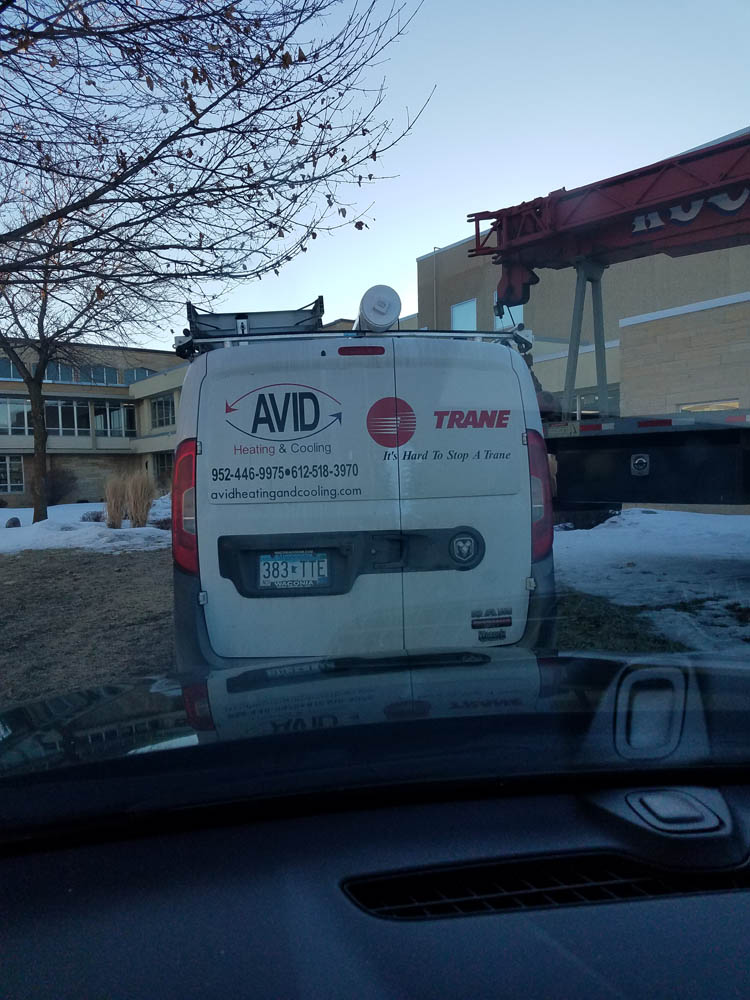 AVID
Heating & Cooling
952-446-9975•612-518-3970
avidheatingandcooling.com
TRANE
It's Hard To Stop A Trane
383 TTE
WACONIA
RAM